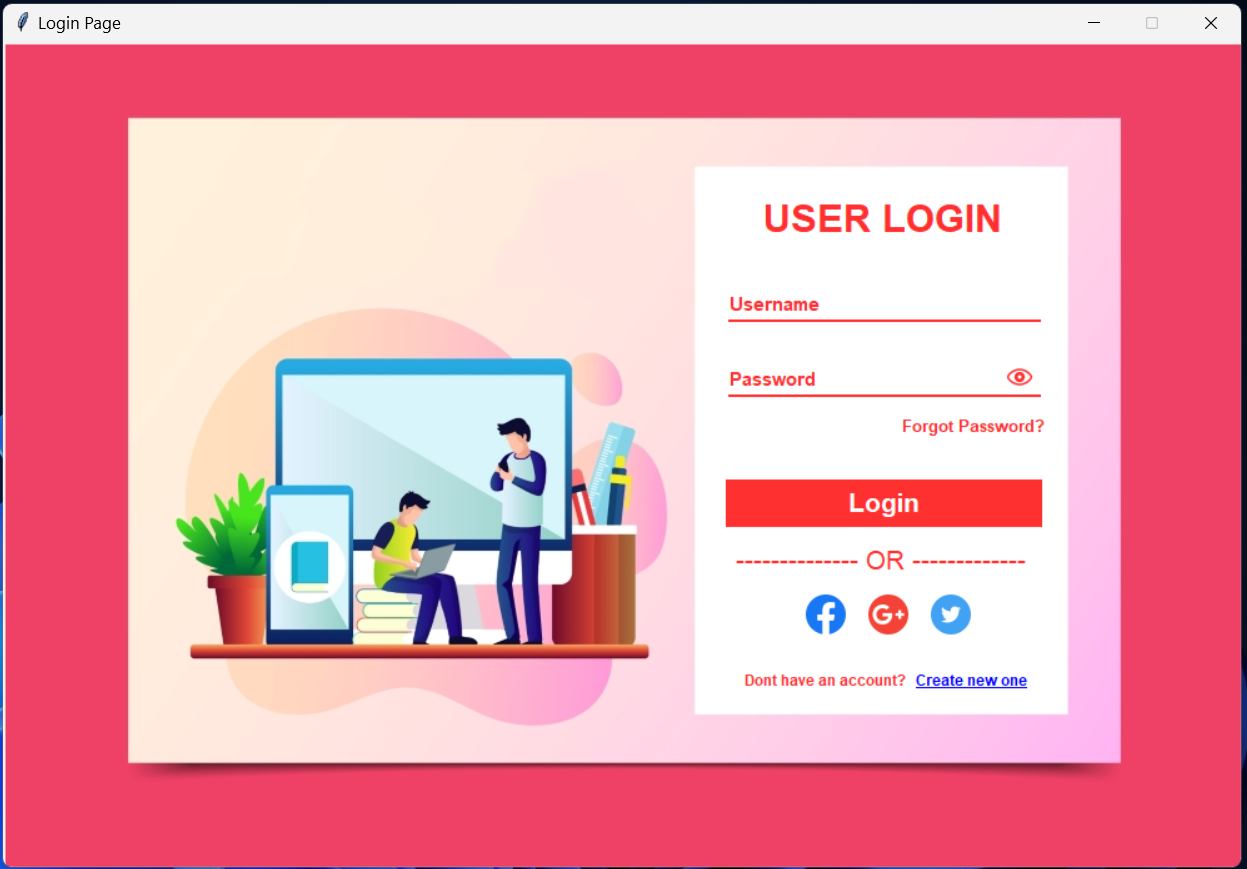 Login Page
USER LOGIN
Username
Password
Forgot Password?
Login
-------------- OR -------------
Dont have an account? Create new one